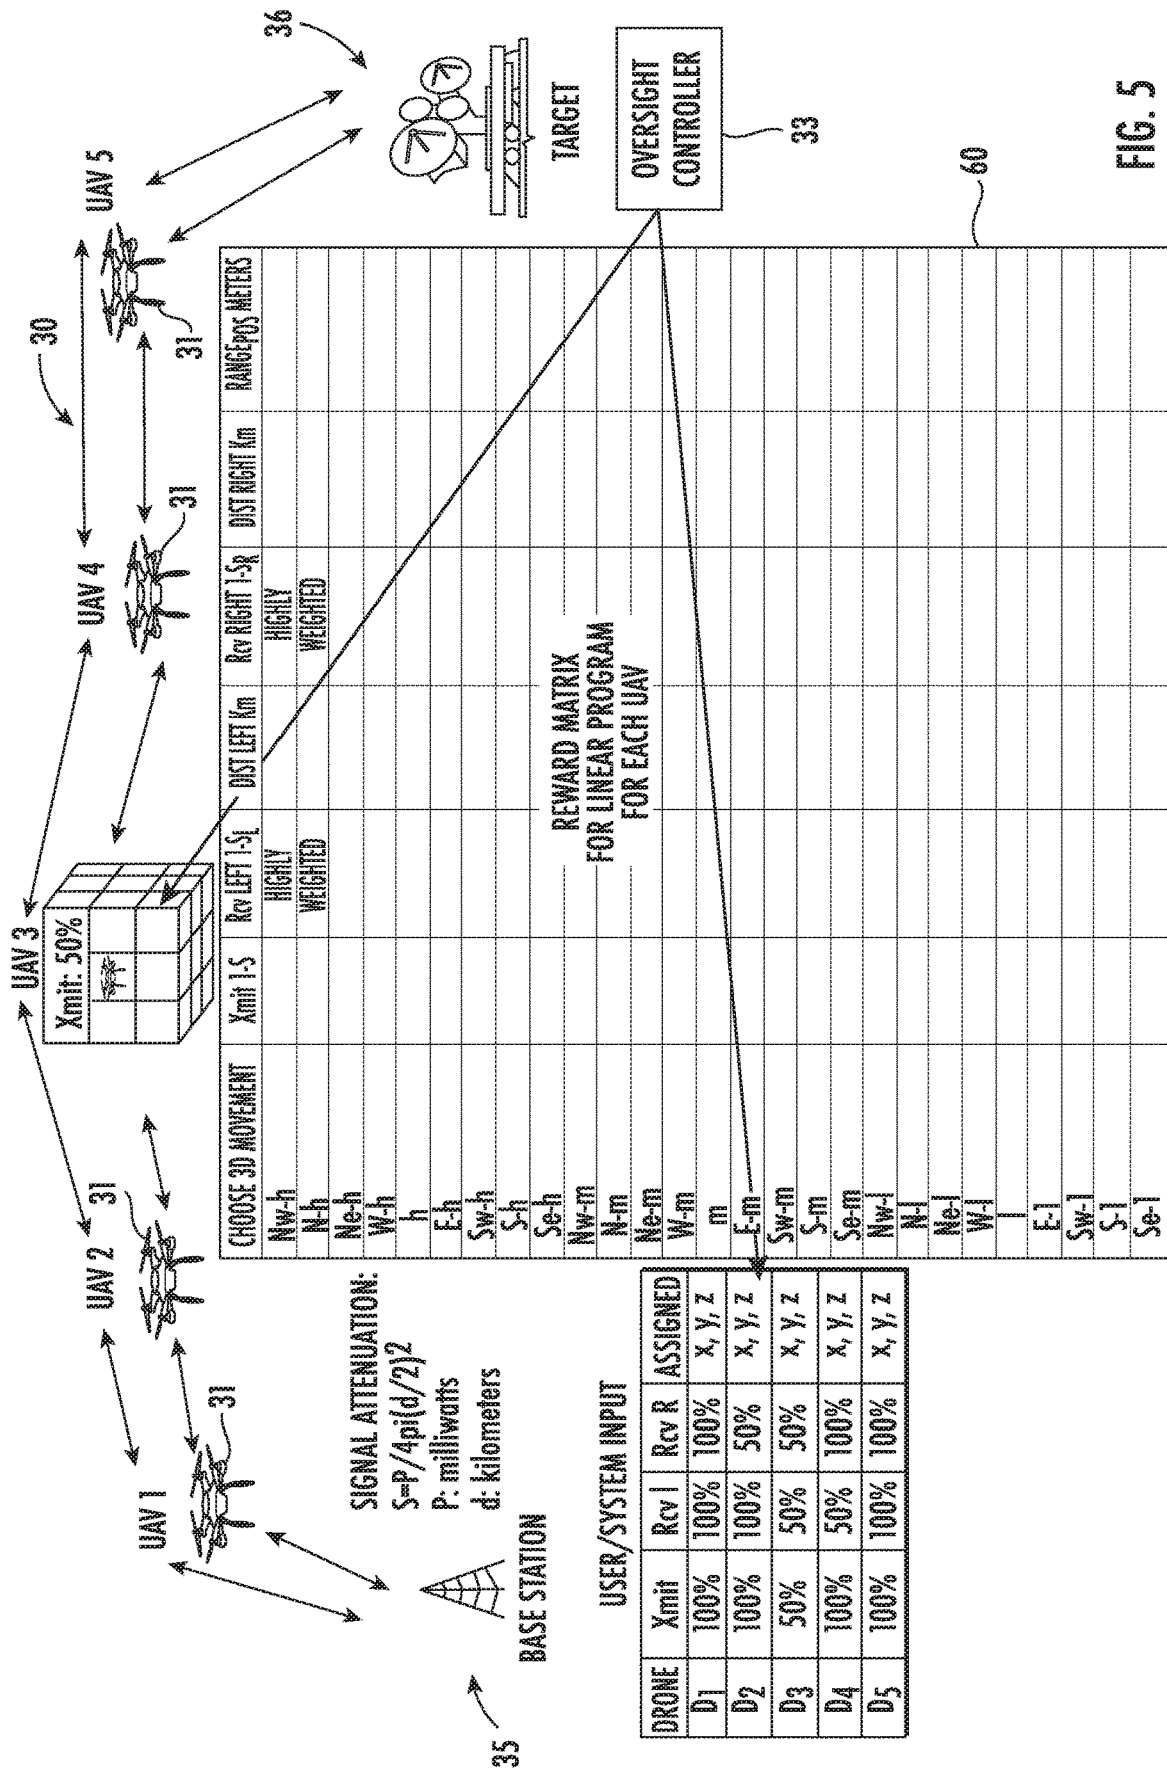 UAV 1
31
UAV 2
31
UAV 3
Xmit: 50%
UAV 4
31
30
UAV 5
31
36
TARGET
OVERSIGHT
CONTROLLER
33
BASE STATION
35
SIGNAL ATTENUATION:
S=P/4pi(d/2)2
P: milliwatts
d: kilometers
USER/SYSTEM INPUT
DRONE Xmit Rcv l Rcv R ASSIGNED
D1 100% 100% 100% x, y, z
D2 100% 100% 50% x, y, z
D3 50% 50% 50% x, y, z
D4 100% 50% 100% x, y, z
D5 100% 100% 100% x, y, z
CHOOSE 3D MOVEMENT Xmit 1-S Rcv LEFT 1-SL DIST LEFT Km Rcv RIGHT 1-SR DIST RIGHT Km RANGEPOS METERS
Nw-h HIGHLY HIGHLY
N-h WEIGHTED WEIGHTED
Ne-h
W-h
h
E-h
Sw-h
S-h
Se-h
Nw-m
N-m
Ne-m
W-m
m
E-m
Sw-m
S-m
Se-m
Nw-l
N-l
Ne-l
W-l
l
E-l
Sw-l
S-l
Se-l
REWARD MATRIX
FOR LINEAR PROGRAM
FOR EACH UAV
60
FIG. 5